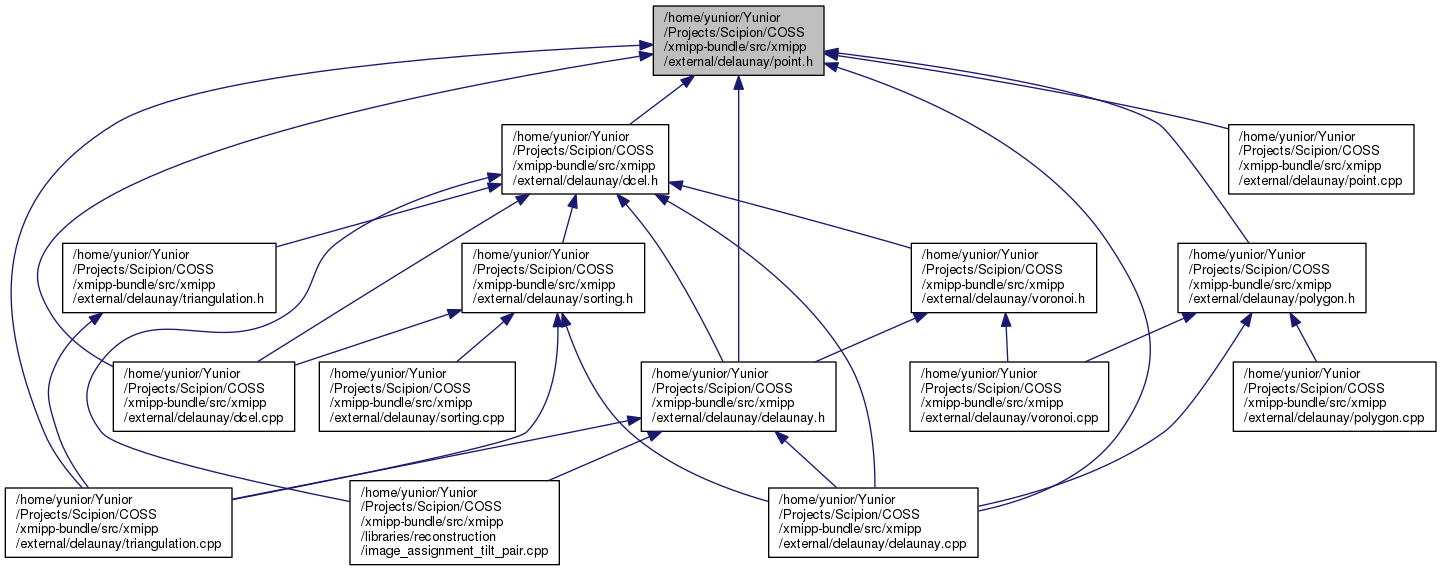 /home/yunior/Yunior
/Projects/Scipion/COSS
/xmipp-bundle/src/xmipp
/external/delaunay/point.h
/home/yunior/Yunior
/Projects/Scipion/COSS
/xmipp-bundle/src/xmipp
/external/delaunay/dcel.h
/home/yunior/Yunior
/Projects/Scipion/COSS
/xmipp-bundle/src/xmipp
/external/delaunay/point.cpp
/home/yunior/Yunior
/Projects/Scipion/COSS
/xmipp-bundle/src/xmipp
/external/delaunay/triangulation.h
/home/yunior/Yunior
/Projects/Scipion/COSS
/xmipp-bundle/src/xmipp
/external/delaunay/sorting.h
/home/yunior/Yunior
/Projects/Scipion/COSS
/xmipp-bundle/src/xmipp
/external/delaunay/voronoi.h
/home/yunior/Yunior
/Projects/Scipion/COSS
/xmipp-bundle/src/xmipp
/external/delaunay/polygon.h
/home/yunior/Yunior
/Projects/Scipion/COSS
/xmipp-bundle/src/xmipp
/external/delaunay/dcel.cpp
/home/yunior/Yunior
/Projects/Scipion/COSS
/xmipp-bundle/src/xmipp
/external/delaunay/sorting.cpp
/home/yunior/Yunior
/Projects/Scipion/COSS
/xmipp-bundle/src/xmipp
/external/delaunay/delaunay.h
/home/yunior/Yunior
/Projects/Scipion/COSS
/xmipp-bundle/src/xmipp
/external/delaunay/voronoi.cpp
/home/yunior/Yunior
/Projects/Scipion/COSS
/xmipp-bundle/src/xmipp
/external/delaunay/polygon.cpp
/home/yunior/Yunior
/Projects/Scipion/COSS
/xmipp-bundle/src/xmipp
/external/delaunay/triangulation.cpp
/home/yunior/Yunior
/Projects/Scipion/COSS
/xmipp-bundle/src/xmipp
/libraries/reconstruction
/image_assignment_tilt_pair.cpp
/home/yunior/Yunior
/Projects/Scipion/COSS
/xmipp-bundle/src/xmipp
/external/delaunay/delaunay.cpp